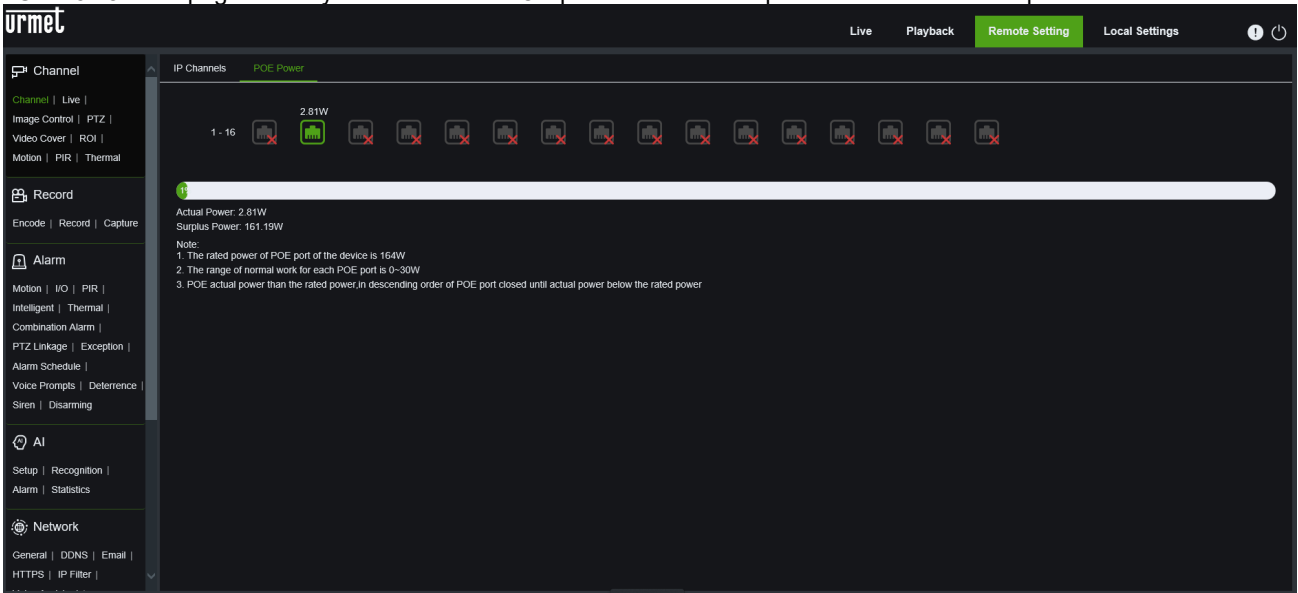 urmet
Live Playback Remote Setting Local Settings
Channel
Channel | Live |
Image Control | PTZ |
Video Cover | ROI |
Motion | PIR | Thermal
Record
Encode | Record | Capture
Alarm
Motion | I/O | PIR |
Intelligent | Thermal |
Combination Alarm |
PTZ Linkage | Exception |
Alarm Schedule |
Voice Prompts | Deterrence |
Siren | Disarming
AI
Setup | Recognition |
Alarm | Statistics
Network
General | DDNS | Email |
HTTPS | IP Filter |
IP Channels POE Power
2.81W
1 - 16
Actual Power: 2.81W
Surplus Power: 161.19W
Note:
1. The rated power of POE port of the device is 164W
2. The range of normal work for each POE port is 0~30W
3. POE actual power than the rated power,in descending order of POE port closed until actual power below the rated power